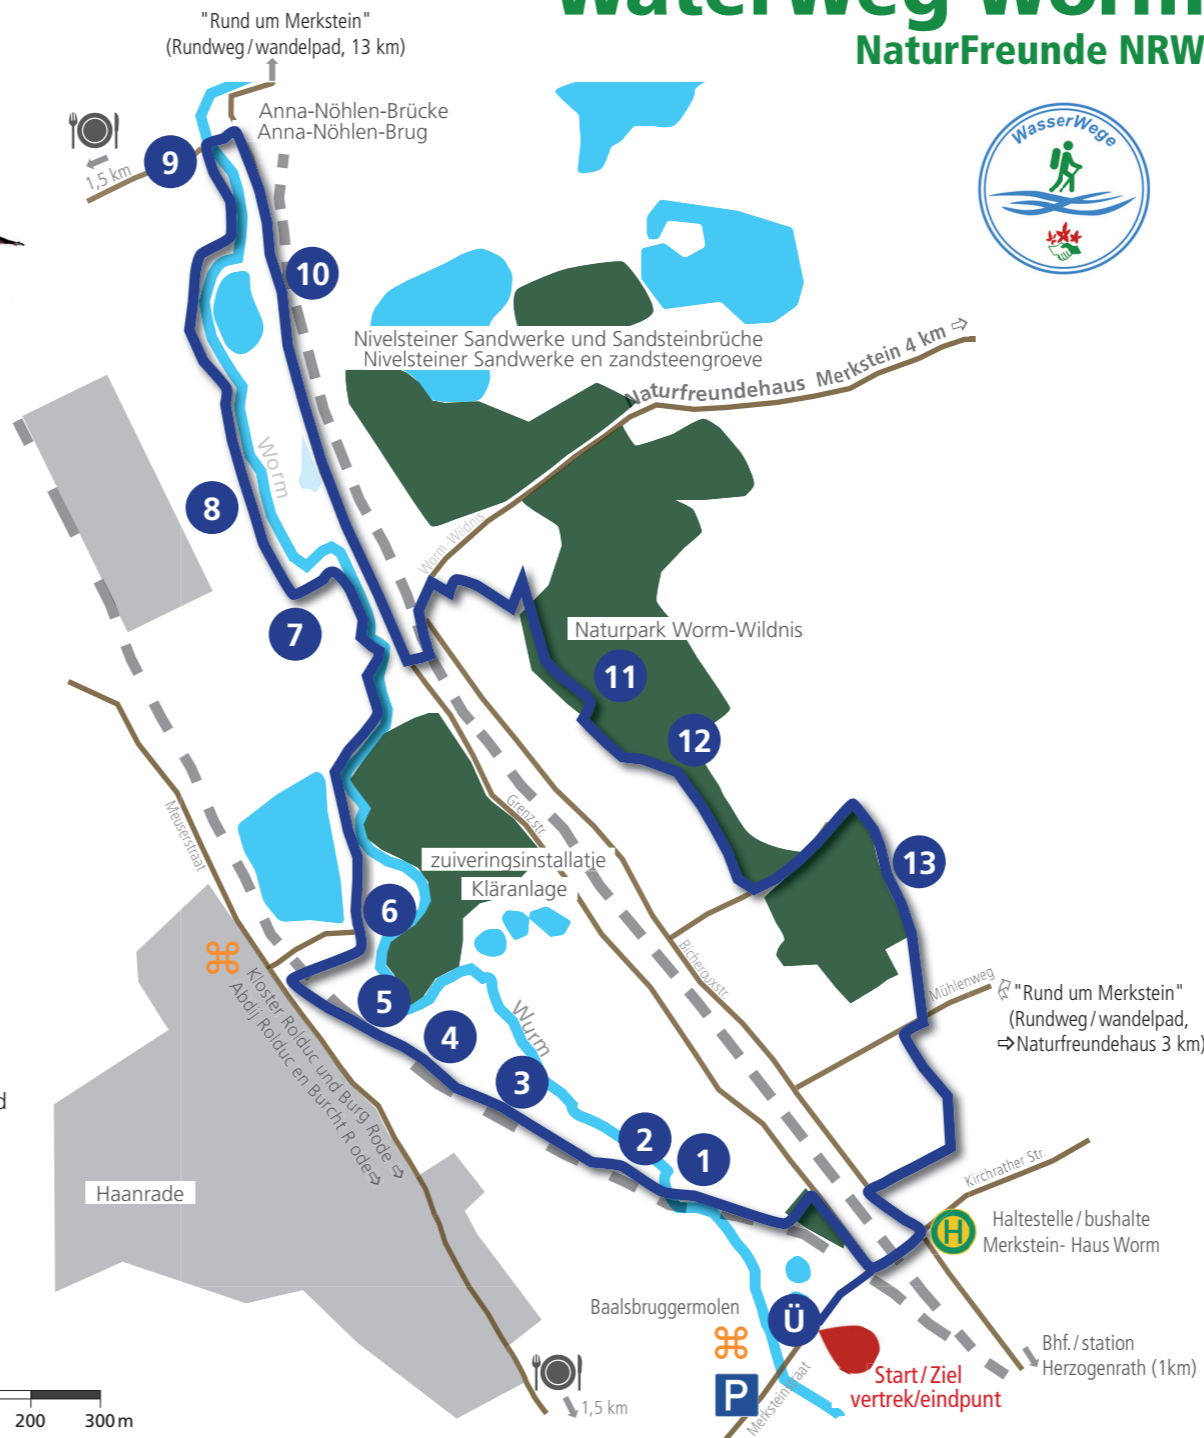 Waterweg Worm
NaturFreunde NRW
"Rund um Merkstein"
(Rundweg/wandelpad, 13 km)
Anna-Nöhlen-Brücke
Anna-Nöhlen-Brug
WasserWege
1,5 km
9
10
Nivelsteiner Sandwerke und Sandsteinbrüche
Nivelsteiner Sandwerke en zandsteengroeve
Naturfreundehaus Merkstein 4 km ⇨
Worm
8
Worm-Wildnis
7
Naturpark Worm-Wildnis
11
12
Meuserstraat
Grenzstr.
zuiveringsinstallatie
Kläranlage
13
6
Bicherouxstr.
Kloster Rolduc und Burg Rode ⇨
Abdij Rolduc en Burcht R ode⇨
5
4
Wurm
3
Mühlenweg
"Rund um Merkstein"
(Rundweg/wandelpad,
⇨Naturfreundehaus 3 km)
d
2
1
Haanrade
Kirchrather Str.
H
Haltestelle/bushalte
Merkstein- Haus Worm
Baalsbruggermolen
Ü
P
Merksteinstraat
Start/Ziel
vertrek/eindpunt
Bhf./station
Herzogenrath (1km)
1,5 km
200
300 m